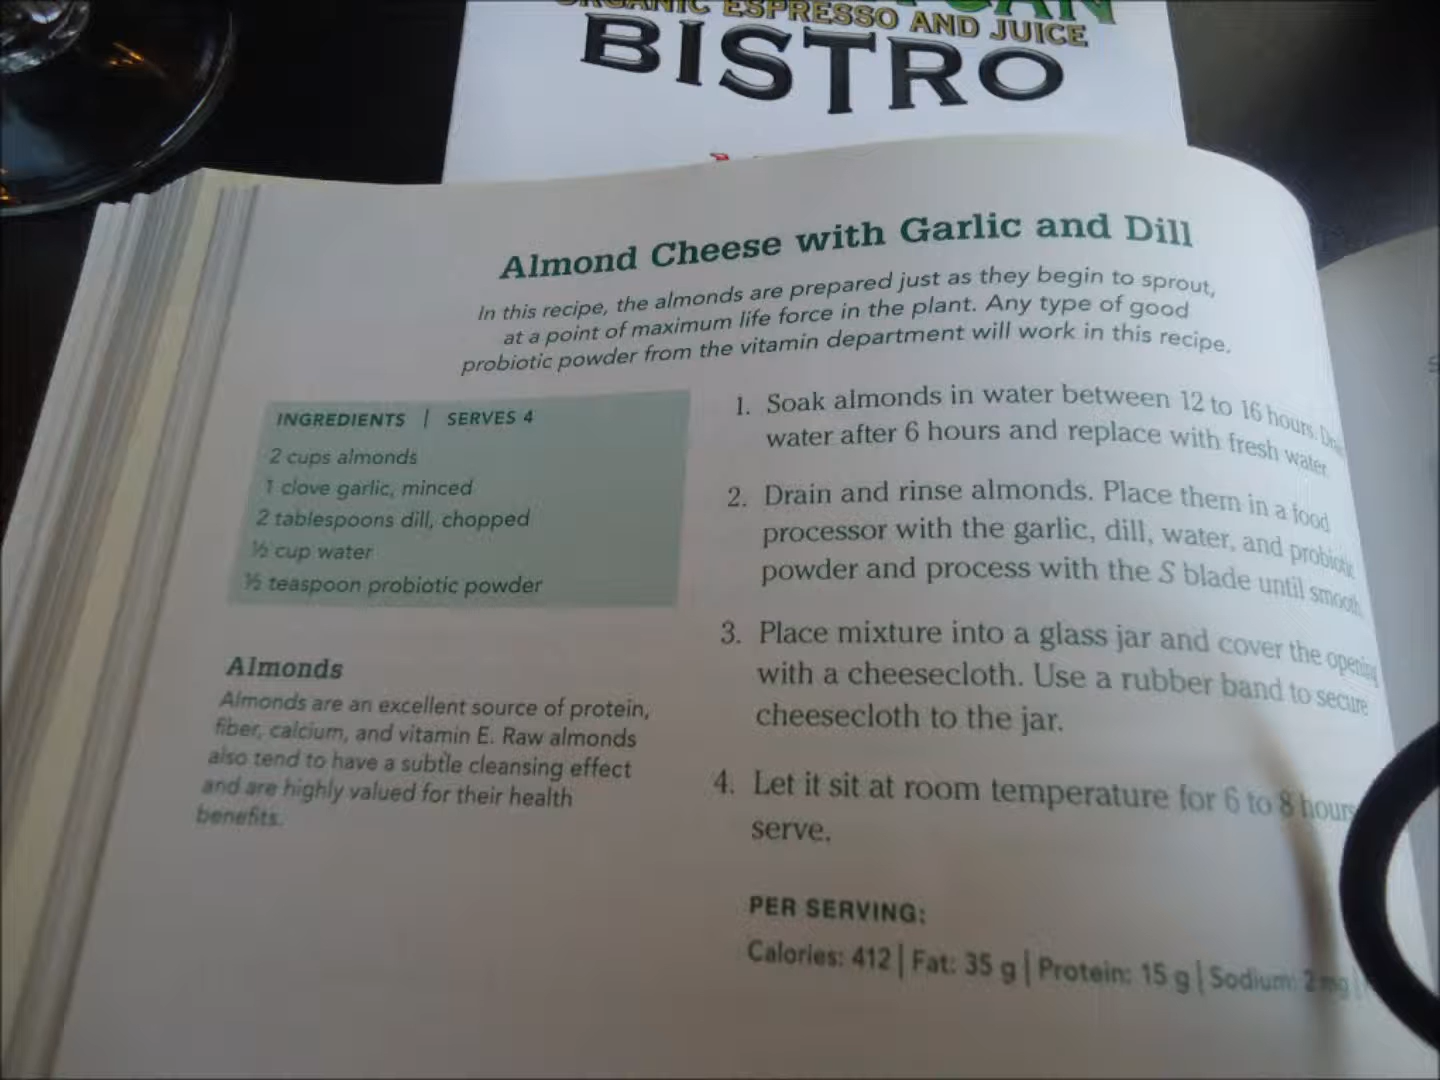 ORGANIC ESPRESSO AND JUICE
BISTRO
Almond Cheese with Garlic and Dill
In this recipe, the almonds are prepared just as they begin to sprout,
at a point of maximum life force in the plant. Any type of good
probiotic powder from the vitamin department will work in this recipe.
INGREDIENTS | SERVES 4
2 cups almonds
1 clove garlic, minced
2 tablespoons dill, chopped
½ cup water
½ teaspoon probiotic powder
Almonds
Almonds are an excellent source of protein,
fiber, calcium, and vitamin E. Raw almonds
also tend to have a subtle cleansing effect
and are highly valued for their health
benefits.
1. Soak almonds in water between 12 to 16 hours.
water after 6 hours and replace with fresh water.
2. Drain and rinse almonds. Place them in a food
processor with the garlic, dill, water, and probiotic
powder and process with the S blade until smooth.
3. Place mixture into a glass jar and cover the opening
with a cheesecloth. Use a rubber band to secure
cheesecloth to the jar.
4. Let it sit at room temperature for 6 to 8 hours
serve.
PER SERVING:
Calories: 412 | Fat: 35 g | Protein: 15 g | Sodium: 2 mg |